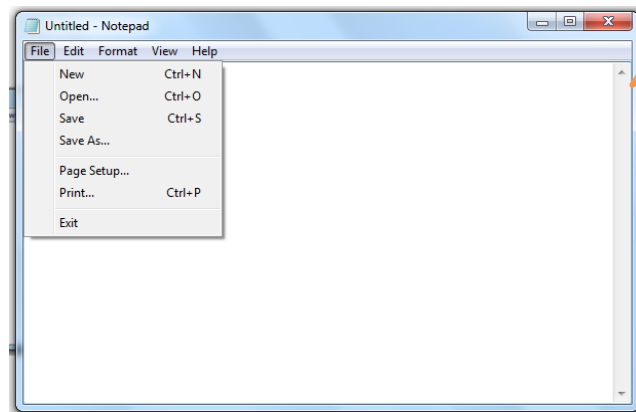 Untitled - Notepad
File Edit Format View Help
New Ctrl+N
Open... Ctrl+O
Save Ctrl+S
Save As...
Page Setup...
Print... Ctrl+P
Exit